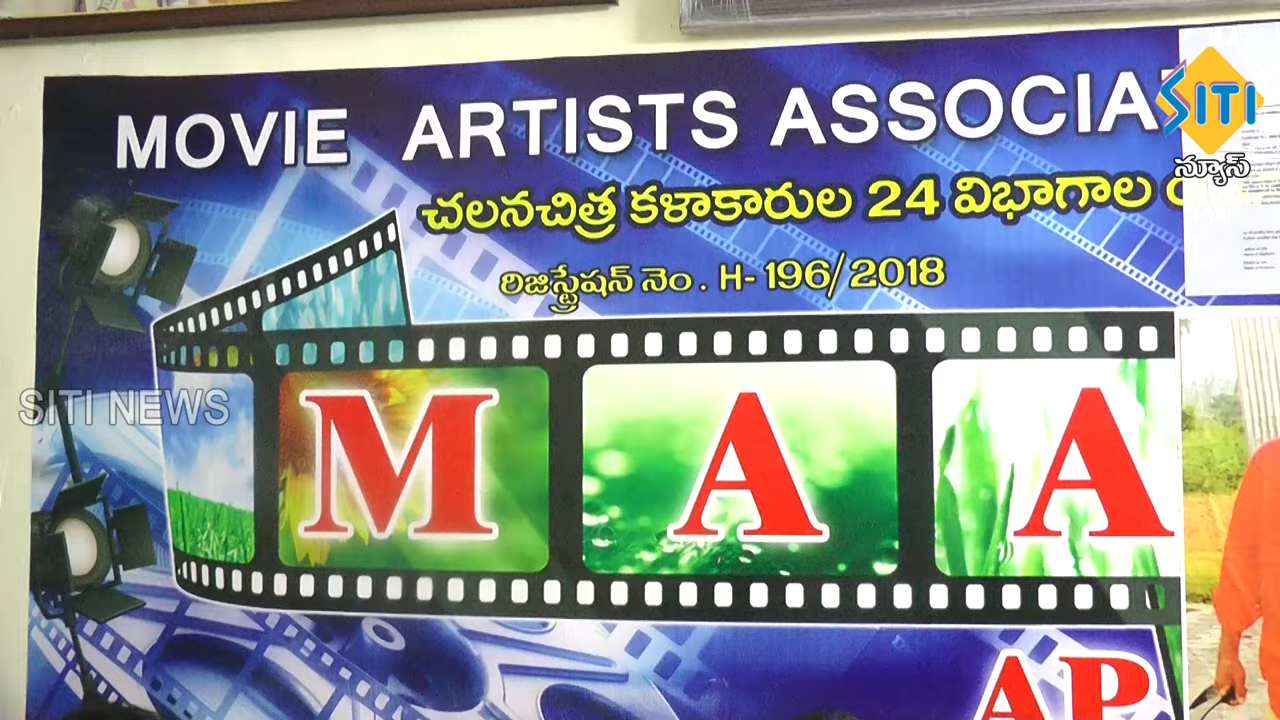 MOVIE ARTISTS ASSOCIA
చలనచిత్ర కళాకారుల 24 విభాగాల
రిజిస్ట్రేషన్ నెం. H- 196/2018
M A A
AP
SITI
న్యూస్
SITI NEWS